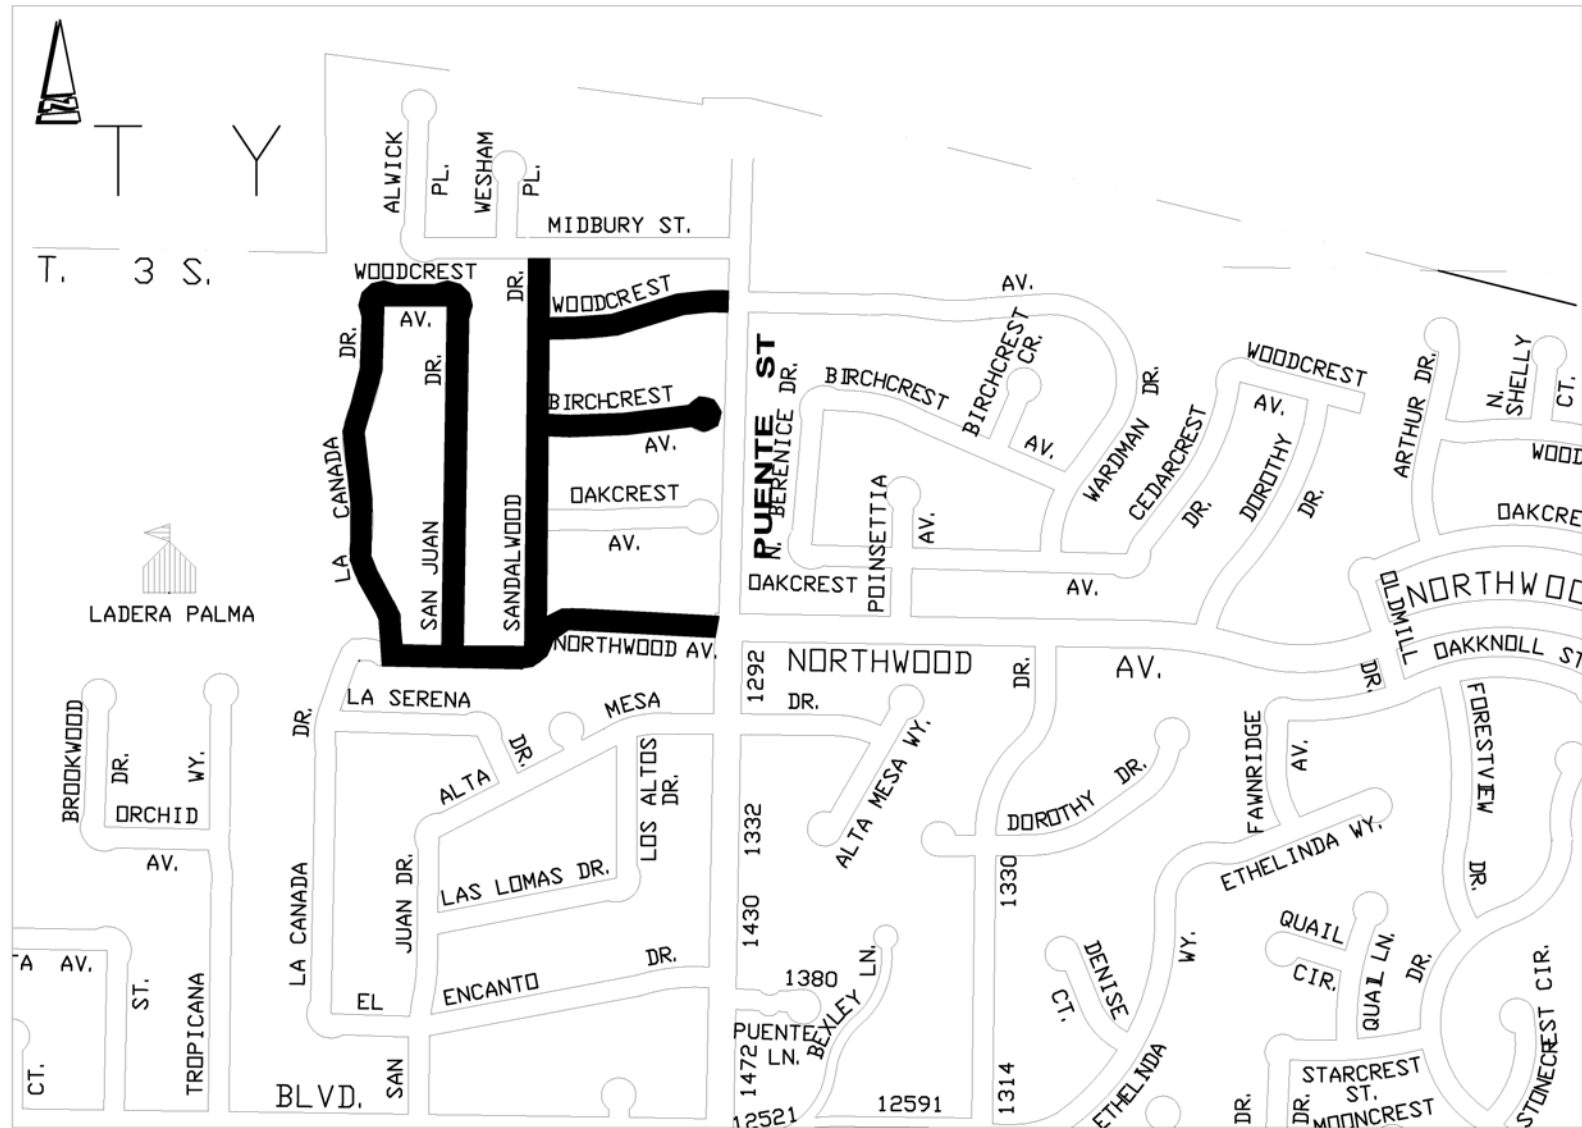 N
T Y
T. 3 S.
ALWICK
PL.
WESHAM
PL.
MIDBURY ST.
WOODCREST
AV.
DR.
DR.
DR.
WOODCREST
AV.
BIRCHCREST
AV.
OAKCREST
AV.
LA CANADA
SAN JUAN
SANDALWOOD
NORTHWOOD AV.
LADERA PALMA
PUENTE ST
N. BERENICE DR.
BIRCHCREST
AV.
BIRCHCREST
CR.
WARDMAN DR.
CEDARCREST
DR.
WOODCREST
AV.
DOROTHY
DR.
ARTHUR DR.
N.
SHELLY
CT.
WOOD
OAKCRE
POINSETTIA
AV.
OAKCREST
AV.
OLDMILL
DR.
NORTHWOO
OAKKNOLL ST
NORTHWOOD
AV.
1292
DR.
DR.
LA SERENA
DR.
ALTA
MESA
DR.
ALTA MESA WY.
BROOKWOOD
DR.
WY.
ORCHID
AV.
LOS ALTOS
DR.
LAS LOMAS DR.
JUAN DR.
LA CANADA
1332
1430
1330
DOROTHY DR.
FAWNRIDGE
AV.
ETHELINDA WY.
FORESTVIEW
DR.
QUAIL
CIR.
QUAIL LN.
DR.
TA AV.
ST.
TROPICANA
CT.
EL
ENCANTO
DR.
BLVD.
SAN
1380
PUENTE
LN.
BEXLEY
LN.
1472
12521
12591
1314
DENISE
CT.
WY.
ETHELINDA
STARCREST
ST.
MOONCREST
DR.
DR.
STONECREST CIR.